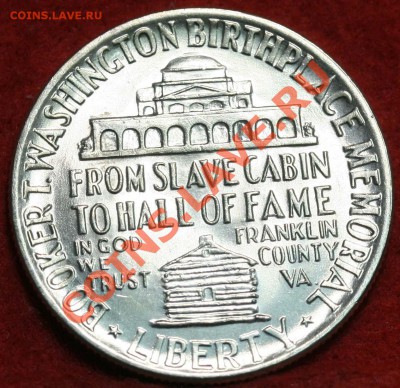 COINS.LAVE.RU
BOOKER T. WASHINGTON BIRTHPLACE MEMORIAL
FROM SLAVE CABIN
TO HALL OF FAME
IN GOD
WE
TRUST
FRANKLIN
COUNTY
VA.
LIBERTY
COINS.LAVE.RU